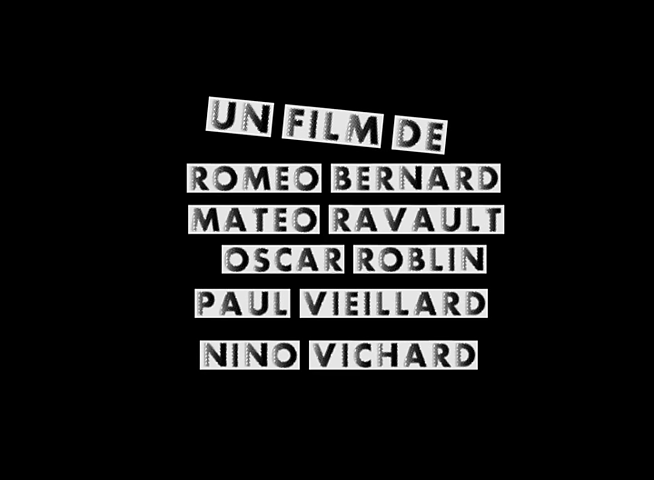 UN FILM DE
ROMEO BERNARD
MATEO RAVAULT
OSCAR ROBLIN
PAUL VIEILLARD
NINO VICHARD